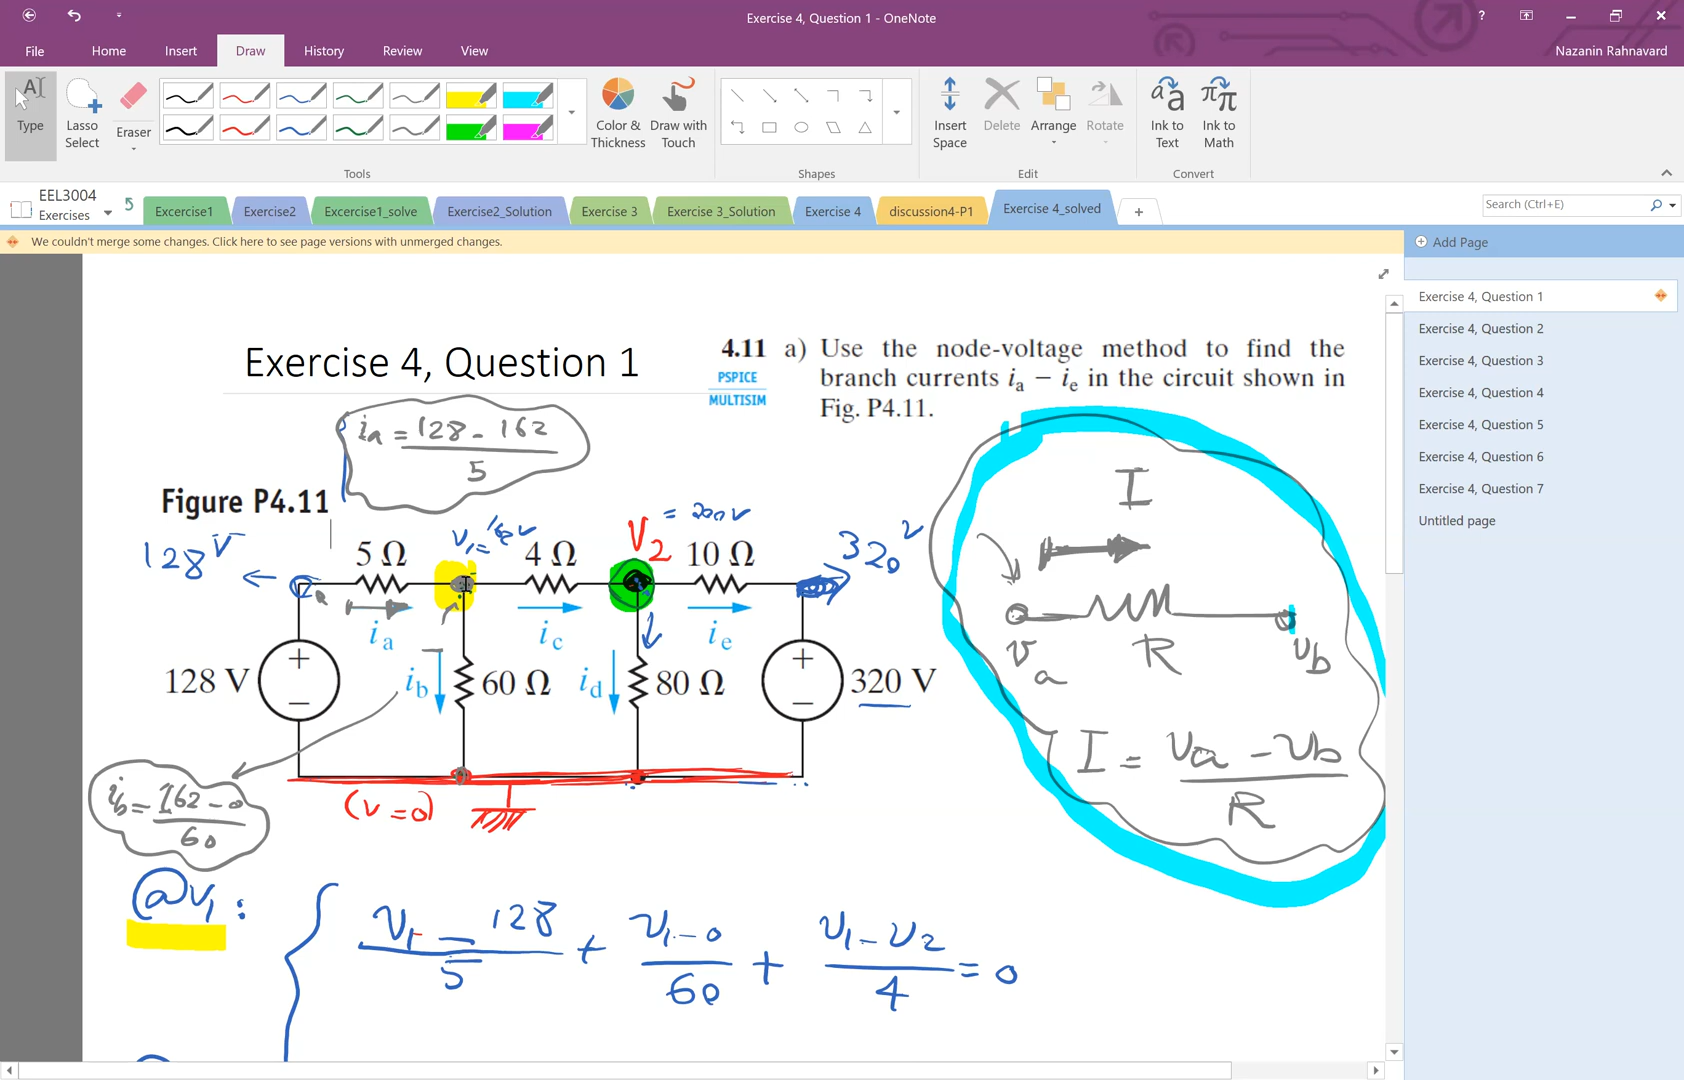 Exercise 4, Question 1 - OneNote
?
File
Home
Insert
Draw
History
Review
View
Nazanin Rahnavard
Type
Lasso Select
Eraser
Color & Thickness
Draw with Touch
Insert Space
Delete
Arrange
Rotate
Ink to Text
Ink to Math
Tools
Shapes
Edit
Convert
EEL3004
Exercises
Excercise1
Exercise2
Excercise1_solve
Exercise2_Solution
Exercise 3
Exercise 3_Solution
Exercise 4
discussion4-P1
Exercise 4_solved
Search (Ctrl+E)
We couldn't merge some changes. Click here to see page versions with unmerged changes.
Add Page
Exercise 4, Question 1
Exercise 4, Question 2
Exercise 4, Question 3
Exercise 4, Question 4
Exercise 4, Question 5
Exercise 4, Question 6
Exercise 4, Question 7
Untitled page
Exercise 4, Question 1
4.11 a) Use the node-voltage method to find the
PSPICE
branch currents ia − ie in the circuit shown in
MULTISIM
Fig. P4.11.
ia = 128 - 162
5
Figure P4.11
128 V
5 Ω
V1 =
4 Ω
V2 = 200 V
10 Ω
320 V
a
ia
ic
ie
128 V
ib
60 Ω
id
80 Ω
320 V
(v = 0)
ib = 162 - 0
60
I
va
R
vb
I = va - vb
R
@v1 :
v1 - 128
5
+
v1 - 0
60
+
v1 - v2
4
= 0